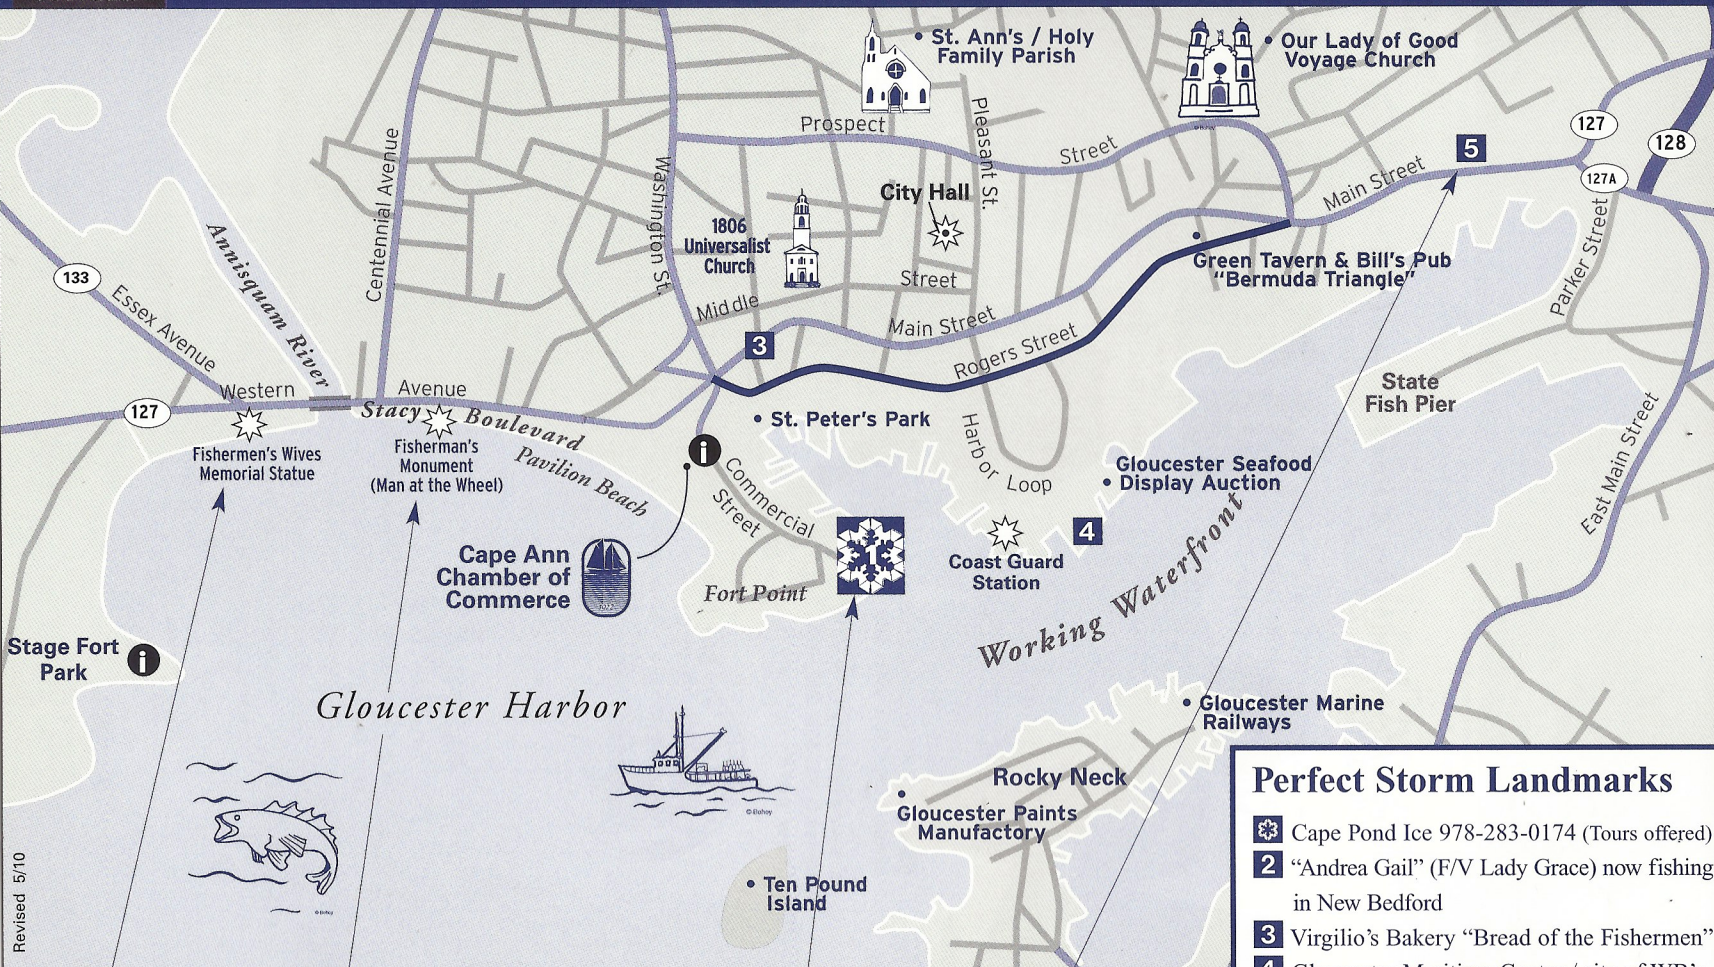 St. Ann's / Holy
Family Parish
Our Lady of Good
Voyage Church
127
128
127A
5
Prospect
Street
Pleasant St.
Main Street
City Hall
1806
Universalist
Church
Washington St.
Centennial Avenue
Annisquam River
133
Essex Avenue
Middle
Street
Main Street
Rogers Street
Green Tavern & Bill's Pub
"Bermuda Triangle"
Parker Street
3
Western
Avenue
127
Stacy Boulevard
Fishermen's Wives
Memorial Statue
Fisherman's
Monument
(Man at the Wheel)
Pavilion Beach
St. Peter's Park
i
Commercial
Street
Harbor Loop
State
Fish Pier
East Main Street
Gloucester Seafood
Display Auction
4
1
Coast Guard
Station
Cape Ann
Chamber of
Commerce
Fort Point
Working Waterfront
Stage Fort
Park
i
Gloucester Harbor
Gloucester Marine
Railways
Rocky Neck
Gloucester Paints
Manufactory
Ten Pound
Island
Revised 5/10
Perfect Storm Landmarks
Cape Pond Ice 978-283-0174 (Tours offered)
2 "Andrea Gail" (F/V Lady Grace) now fishing
in New Bedford
3 Virgilio's Bakery "Bread of the Fishermen"